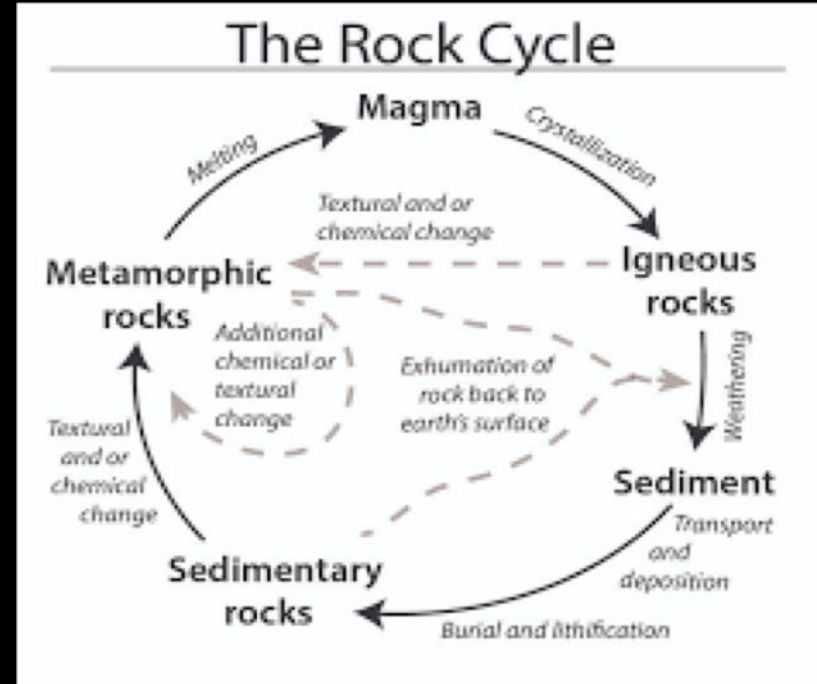 The Rock Cycle
Magma
Crystallization
Melting
Textural and or
chemical change
Igneous
rocks
Metamorphic
rocks
Additional
chemical or
textural
change
Exhumation of
rock back to
earth's surface
Weathering
Textural
and or
chemical
change
Sediment
Transport
and
deposition
Sedimentary
rocks
Burial and lithification